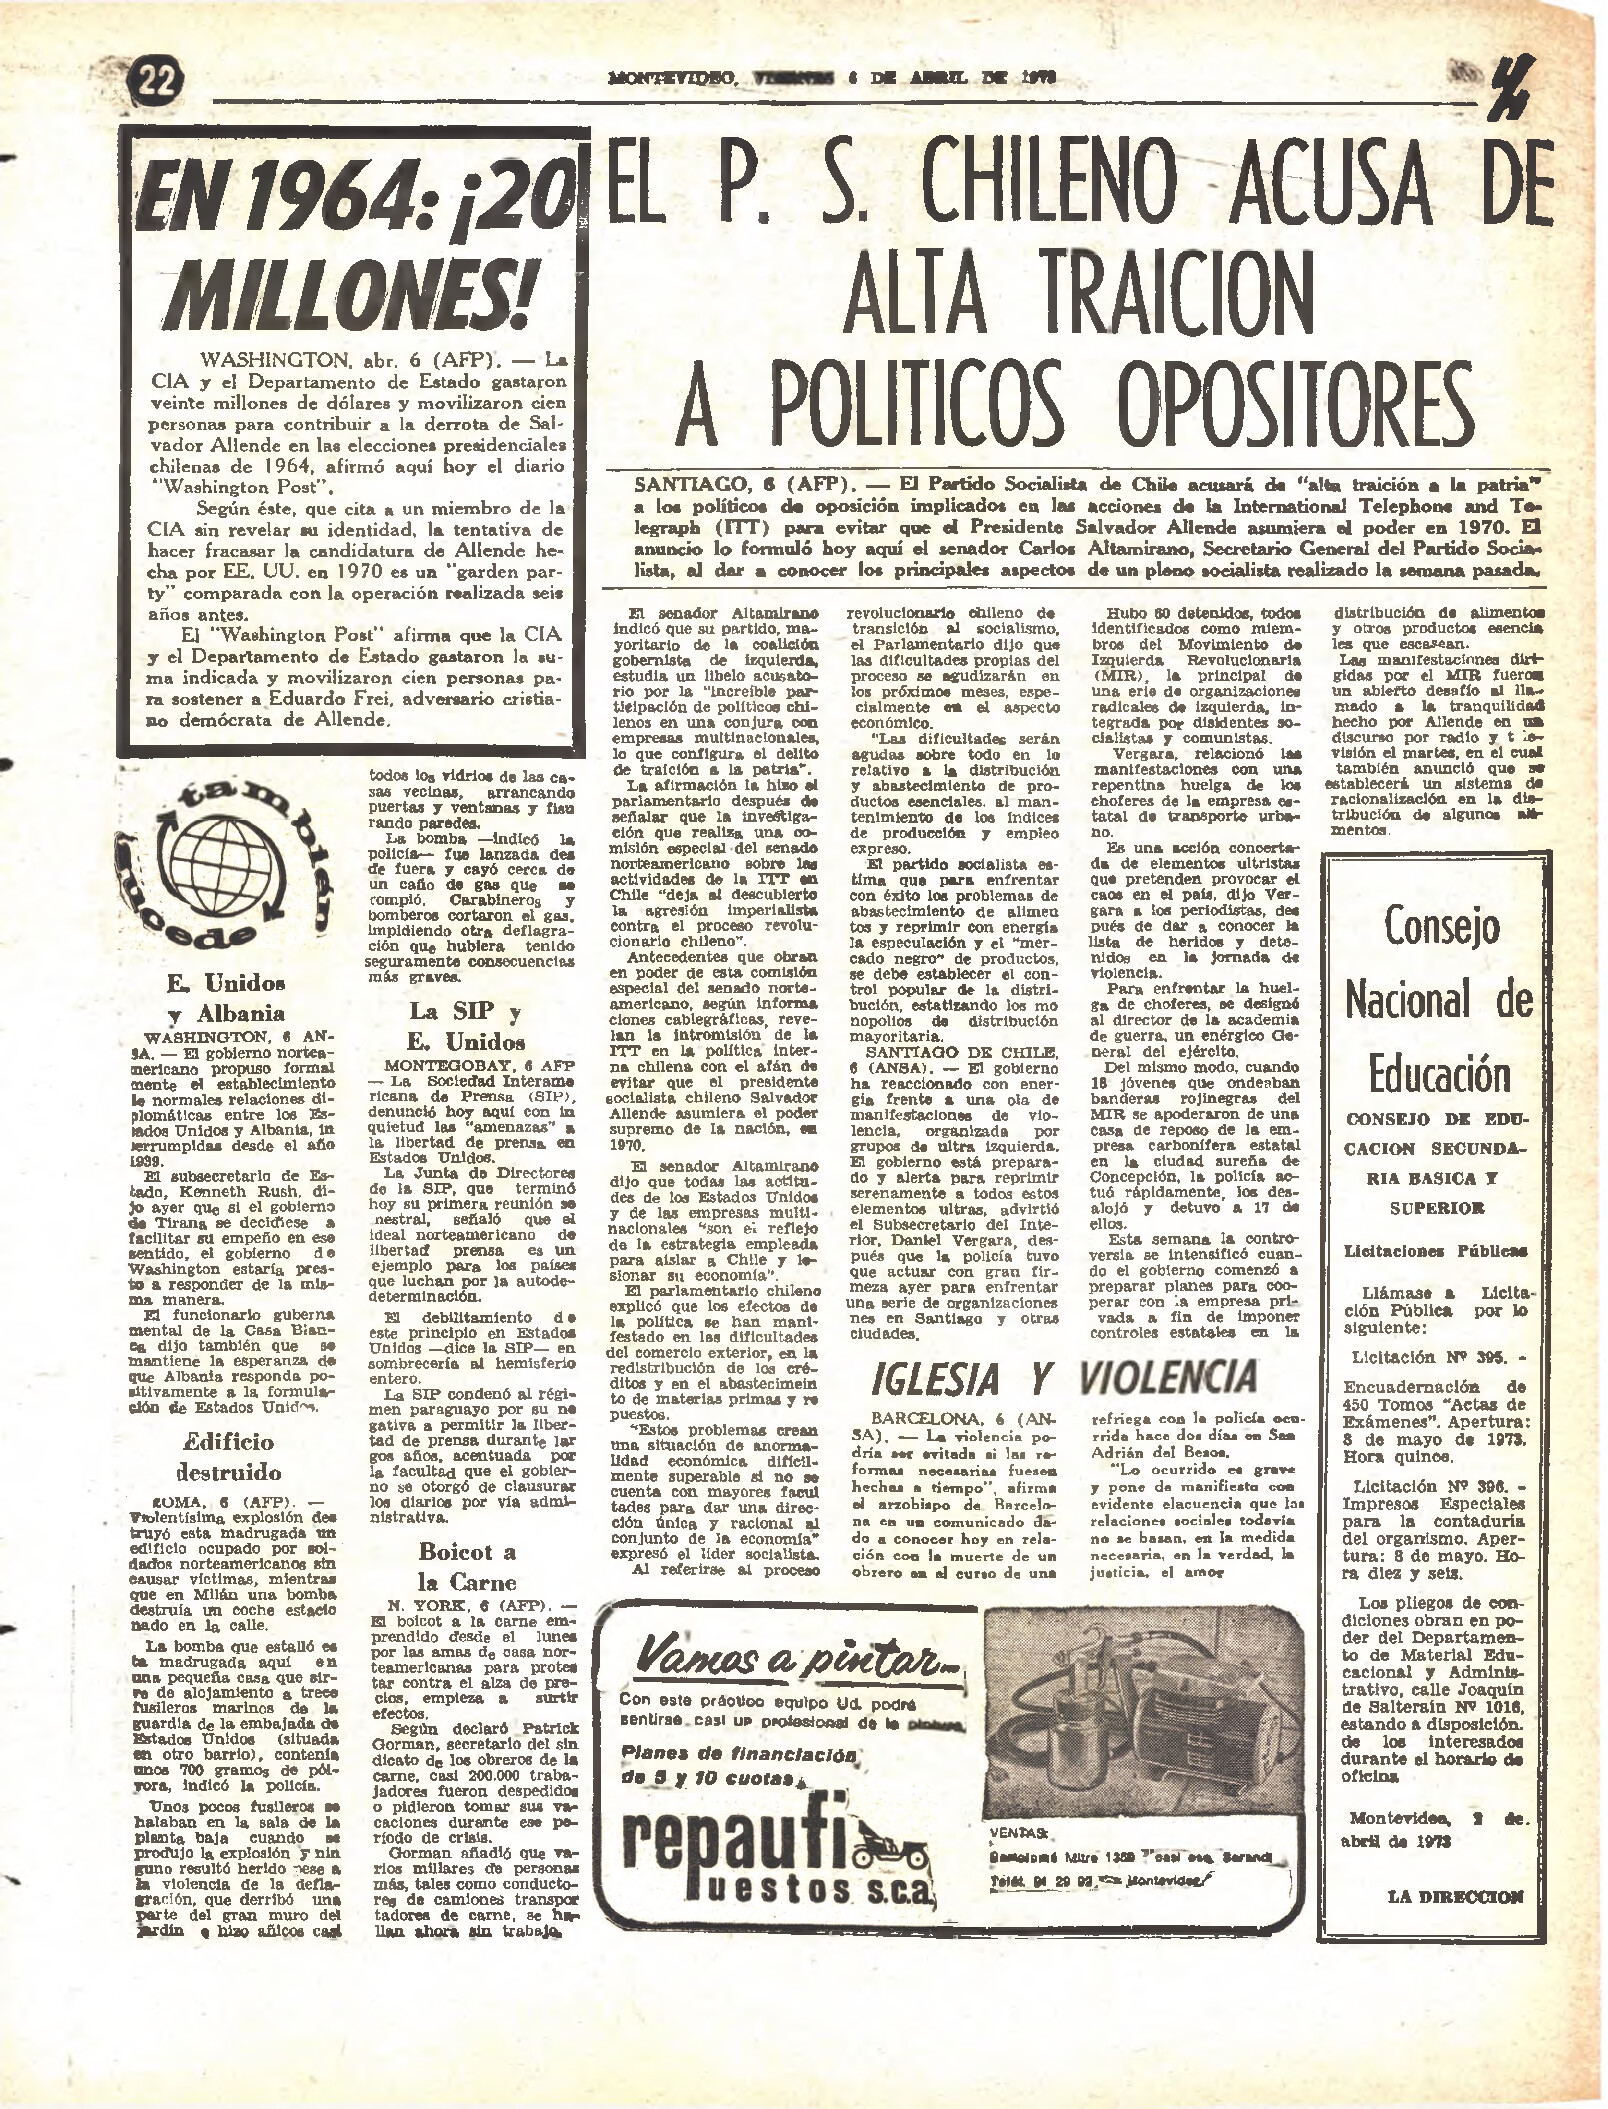 22
MONTEVIDEO, VIERNES 6 DE ABRIL DE 1973
EN 1964: ¡20
MILLONES!
WASHINGTON, abr. 6 (AFP). — La
CIA y el Departamento de Estado gastaron
veinte millones de dólares y movilizaron cien
personas para contribuir a la derrota de Sal-
vador Allende en las elecciones presidenciales
chilenas de 1964, afirmó aquí hoy el diario
"Washington Post".
Según éste, que cita a un miembro de la
CIA sin revelar su identidad, la tentativa de
hacer fracasar la candidatura de Allende he-
cha por EE. UU. en 1970 es un "garden par-
ty" comparada con la operación realizada seis
años antes.
El "Washington Post" afirma que la CIA
y el Departamento de Estado gastaron la su-
ma indicada y movilizaron cien personas pa-
ra sostener a Eduardo Frei, adversario cristia-
no demócrata de Allende.
EL P. S. CHILENO ACUSA DE
ALTA TRAICION
A POLITICOS OPOSITORES
SANTIAGO, 6 (AFP). — El Partido Socialista de Chile acusará de "alta traición a la patria"
a los políticos de oposición implicados en las acciones de la International Telephone and Te-
legraph (ITT) para evitar que el Presidente Salvador Allende asumiera el poder en 1970. El
anuncio lo formuló hoy aquí el senador Carlos Altamirano, Secretario General del Partido Socia-
lista, al dar a conocer los principales aspectos de un pleno socialista realizado la semana pasada.
El senador Altamirano
indicó que su partido, ma-
yoritario de la coalición
gobernista de izquierda,
estudia un libelo acusato-
rio por la "increíble par-
ticipación de políticos chi-
lenos en una conjura con
empresas multinacionales,
lo que configura el delito
de traición a la patria".
La afirmación la hizo el
parlamentario después de
señalar que la investiga-
ción que realiza una co-
misión especial del senado
norteamericano sobre las
actividades de la ITT en
Chile "deja al descubierto
la agresión imperialista
contra el proceso revolu-
cionario chileno".
Antecedentes que obran
en poder de esta comisión
especial del senado norte-
americano, según informa
ciones cablegráficas, reve-
lan la intromisión de la
ITT en la política inter-
na chilena con el afán de
evitar que el presidente
socialista chileno Salvador
Allende asumiera el poder
supremo de la nación, en
1970.
El senador Altamirano
dijo que todas las actitu-
des de los Estados Unidos
y de las empresas multi-
nacionales "son el reflejo
de la estrategia empleada
para aislar a Chile y le-
sionar su economía".
El parlamentario chileno
explicó que los efectos de
la política se han mani-
festado en las dificultades
del comercio exterior, en la
redistribución de los cré-
ditos y en el abastecimein
to de materias primas y re
puestos.
"Estos problemas crean
una situación de anorma-
lidad económica difícil-
mente superable si no se
cuenta con mayores facul
tades para dar una direc-
ción única y racional al
conjunto de la economía"
expresó el líder socialista.
Al referirse al proceso
revolucionario chileno de
transición al socialismo,
el Parlamentario dijo que
las dificultades propias del
proceso se agudizarán en
los próximos meses, espe-
cialmente en el aspecto
económico.
"Las dificultades serán
agudas sobre todo en lo
relativo a la distribución
y abastecimiento de pro-
ductos esenciales. al man-
tenimiento de los índices
de producción y empleo
expreso.
El partido socialista es-
tima que para enfrentar
con éxito los problemas de
abastecimiento de alimen
tos y reprimir con energía
la especulación y el "mer-
cado negro" de productos,
se debe establecer el con-
trol popular de la distri-
bución, estatizando los mo
nopolios de distribución
mayoritaria.
SANTIAGO DE CHILE,
6 (ANSA). — El gobierno
ha reaccionado con ener-
gía frente a una ola de
manifestaciones de vio-
lencia, organizada por
grupos de ultra izquierda.
El gobierno está prepara-
do y alerta para reprimir
serenamente a todos estos
elementos ultras, advirtió
el Subsecretario del Inte-
rior, Daniel Vergara, des-
pués que la policía tuvo
que actuar con gran fir-
meza ayer para enfrentar
una serie de organizaciones
nes en Santiago y otras
ciudades.
Hubo 60 detenidos, todos
identificados como miem-
bros del Movimiento de
Izquierda Revolucionaria
(MIR), la principal de
una erie de organizaciones
radicales de izquierda, in-
tegrada por disidentes so-
cialistas y comunistas.
Vergara, relacionó las
manifestaciones con una
repentina huelga de los
choferes de la empresa es-
tatal de transporte urba-
no.
Es una acción concerta-
da de elementos ultristas
que pretenden provocar el
caos en el país, dijo Ver-
gara a los periodistas, des
pués de dar a conocer la
lista de heridos y dete-
nidos en la jornada de
violencia.
Para enfrentar la huel-
ga de choferes, se designó
al director de la academia
de guerra, un enérgico Ge-
neral del ejército.
Del mismo modo, cuando
18 jóvenes que ondeaban
banderas rojinegras del
MIR se apoderaron de una
casa de reposo de la em-
presa carbonífera estatal
en la ciudad sureña de
Concepción, la policía ac-
tuó rápidamente, los des-
alojó y detuvo a 17 de
ellos.
Esta semana la contro-
versia se intensificó cuan-
do el gobierno comenzó a
preparar planes para coo-
perar con la empresa pri-
vada a fin de imponer
controles estatales en la
distribución de alimentos
y otros productos esencia
les que escasean.
Las manifestaciones diri-
gidas por el MIR fueron
un abierto desafío al lla-
mado a la tranquilidad
hecho por Allende en un
discurso por radio y t le-
visión el martes, en el cual
también anunció que se
establecerá un sistema de
racionalización en la dis-
tribución de algunos ali-
mentos.
también
sucede
E. Unidos
y Albania
WASHINGTON, 6 AN-
SA. — El gobierno nortea-
mericano propuso formal
mente el establecimiento
le normales relaciones di-
plomáticas entre los Es-
tados Unidos y Albania, in
terrumpidas desde el año
1939.
El subsecretario de Es-
tado, Kenneth Rush, di-
jo ayer que si el gobierno
de Tirana se decidiese a
facilitar su empeño en ese
sentido, el gobierno de
Washington estaría pres-
to a responder de la mis-
ma manera.
El funcionario guberna
mental de la Casa Blan-
ca dijo también que se
mantiene la esperanza de
que Albania responda po-
sitivamente a la formula-
ción de Estados Unidos.
Edificio
destruido
ROMA, 6 (AFP). —
Violentísima explosión des
truyó esta madrugada un
edificio ocupado por sol-
dados norteamericanos sin
causar víctimas, mientras
que en Milán una bomba
destruía un coche estacio
nado en la calle.
La bomba que estalló es
ta madrugada aquí en
una pequeña casa que sir-
ve de alojamiento a trece
fusileros marinos de la
guardia de la embajada de
Estados Unidos (situada
en otro barrio), contenía
unos 700 gramos de pól-
vora, indicó la policía.
Unos pocos fusileros se
halaban en la sala de la
planta baja cuando se
produjo la explosión y nin
guno resultó herido pese a
la violencia de la defla-
gración, que derribó una
parte del gran muro del
jardín e hizo añicos casi
todos los vidrios de las ca-
sas vecinas, arrancando
puertas y ventanas y fisu
rando paredes.
La bomba —indicó la
policía— fue lanzada des
de fuera y cayó cerca de
un caño de gas que se
rompió. Carabineros y
bomberos cortaron el gas,
impidiendo otra deflagra-
ción que hubiera tenido
seguramente consecuencias
más graves.
La SIP y
E. Unidos
MONTEGOBAY, 6 AFP
— La Sociedad Interame
ricana de Prensa (SIP),
denunció hoy aquí con in
quietud las "amenazas" a
la libertad de prensa en
Estados Unidos.
La Junta de Directores
de la SIP, que terminó
hoy su primera reunión se
nestral, señaló que el
ideal norteamericano de
libertad prensa es un
ejemplo para los países
que luchan por la autode-
determinación.
El debilitamiento de
este principio en Estados
Unidos —dice la SIP— en
sombrecería al hemisferio
entero.
La SIP condenó al régi-
men paraguayo por su ne
gativa a permitir la liber-
tad de prensa durante lar
gos años, acentuada por
la facultad que el gobier-
no se otorgó de clausurar
los diarios por vía admi-
nistrativa.
Boicot a
la Carne
N. YORK, 6 (AFP). —
El boicot a la carne em-
prendido desde el lunes
por las amas de casa nor-
teamericanas para protes
tar contra el alza de pre-
cios, empieza a surtir
efectos.
Según declaró Patrick
Gorman, secretario del sin
dicato de los obreros de la
carne, casi 200.000 traba-
jadores fueron despedidos
o pidieron tomar sus va-
caciones durante ese pe-
ríodo de crisis.
Gorman añadió que va-
rios millares de personas
más, tales como conducto-
res de camiones transpor
tadores de carne, se ha-
llan ahora sin trabajo.
IGLESIA Y VIOLENCIA
BARCELONA, 6 (AN-
SA). — La violencia po-
dría ser evitada si las re-
formas necesarias fuesen
hechas a tiempo", afirma
el arzobispo de Barcelo-
na en un comunicado da-
do a conocer hoy en rela-
ción con la muerte de un
obrero en el curso de una
refriega con la policía ocu-
rrida hace dos días en San
Adrián del Besos.
"Lo ocurrido es grave
y pone de manifiesto con
evidente elacuencia que las
relaciones sociales todavía
no se basan, en la medida
necesaria, en la verdad, la
justicia, el amor
Vamos a pintar...
Con este práctico equipo Ud. podrá
sentirse casi un profesional de la pintura.
Planes de financiación
de 5 y 10 cuotas.
repaufi
puestos s.c.a.
VENTAS:
Bartolomé Mitre 1359 casi esq. Sarandí
Teléf. 91 29 93 — Montevideo
Consejo
Nacional de
Educación
CONSEJO DE EDU-
CACION SECUNDA-
RIA BASICA Y
SUPERIOR
Licitaciones Públicas
Llámase a Licita-
ción Pública por lo
siguiente:
Licitación Nº 395. -
Encuadernación de
450 Tomos "Actas de
Exámenes". Apertura:
8 de mayo de 1973.
Hora quince.
Licitación Nº 396. -
Impresos Especiales
para la contaduría
del organismo. Aper-
tura: 8 de mayo. Ho-
ra diez y seis.
Los pliegos de con-
diciones obran en po-
der del Departamen-
to de Material Edu-
cacional y Adminis-
trativo, calle Joaquín
de Salterain Nº 1016,
estando a disposición.
de los interesados
durante el horario de
oficina
Montevideo, 2 de.
abril de 1973
LA DIRECCION